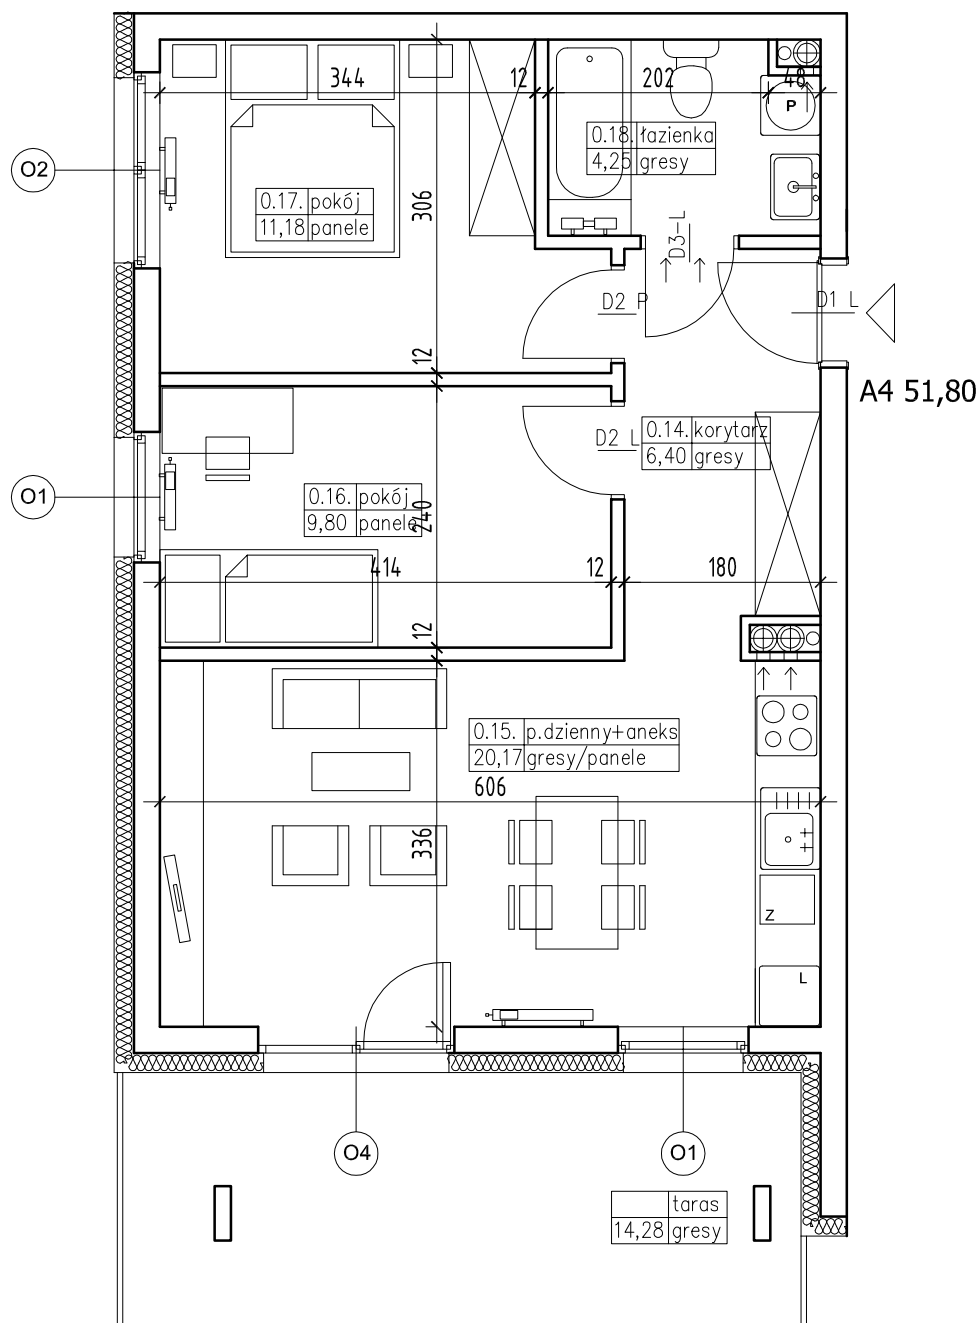 344
12
202
48
P
O2
0.18. łazienka
4,25 gresy
0.17. pokój
11,18 panele
306
D3-L
D2 P
D1 L
12
A4 51,80
D2 L
0.14. korytarz
6,40 gresy
O1
0.16. pokój
9,80 panele
240
414
12
180
12
0.15. p.dzienny+aneks
20,17 gresy/panele
606
336
Z
L
O4
O1
taras
14,28 gresy